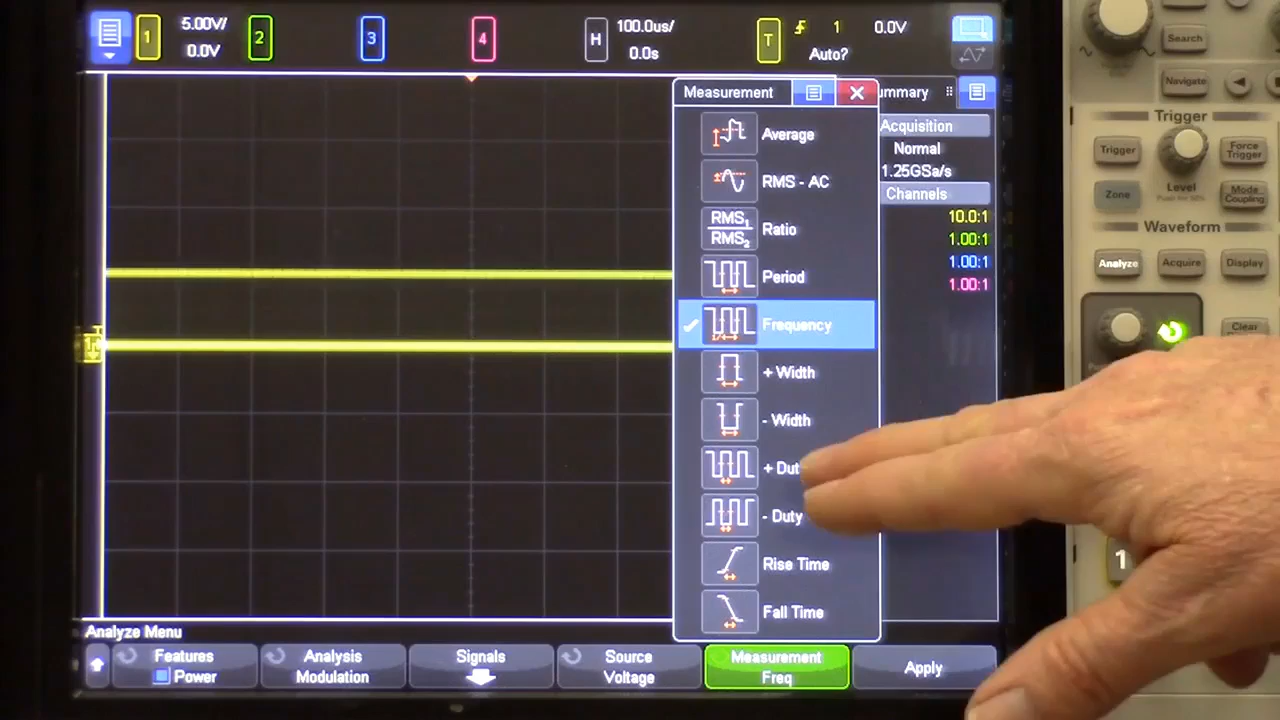 1
5.00V/
0.0V
2
3
4
H
100.0us/
0.0s
T
1
Auto?
0.0V
Measurement
ummary
Average
RMS - AC
RMS1
RMS2
Ratio
Period
Frequency
1/
+ Width
- Width
+ Dut
- Duty
Rise Time
Fall Time
Acquisition
Normal
1.25GSa/s
Channels
10.0:1
1.00:1
1.00:1
1.00:1
Analyze Menu
Features
Power
Analysis
Modulation
Signals
Source
Voltage
Measurement
Freq
Apply
Search
Navigate
Trigger
Trigger
Force
Trigger
Level
Zone
Mode
Coupling
Waveform
Analyze
Acquire
Display
Clear
1